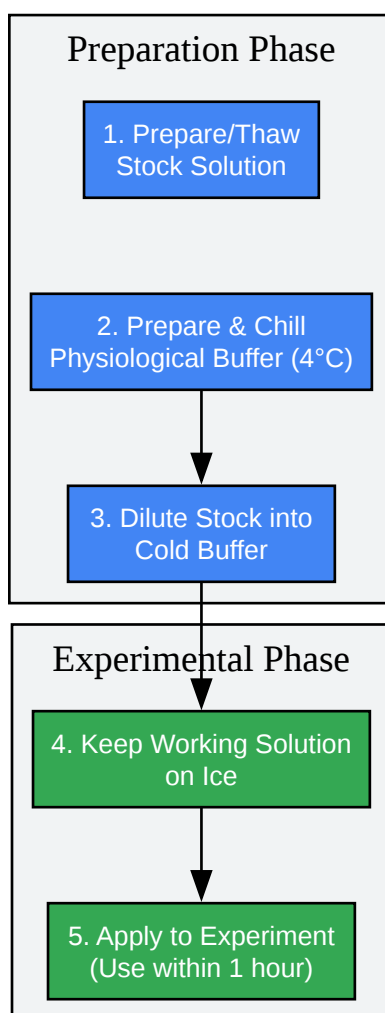 Preparation Phase
1. Prepare/Thaw
Stock Solution
2. Prepare & Chill
Physiological Buffer (4°C)
3. Dilute Stock into
Cold Buffer
Experimental Phase
4. Keep Working Solution
on Ice
5. Apply to Experiment
(Use within 1 hour)